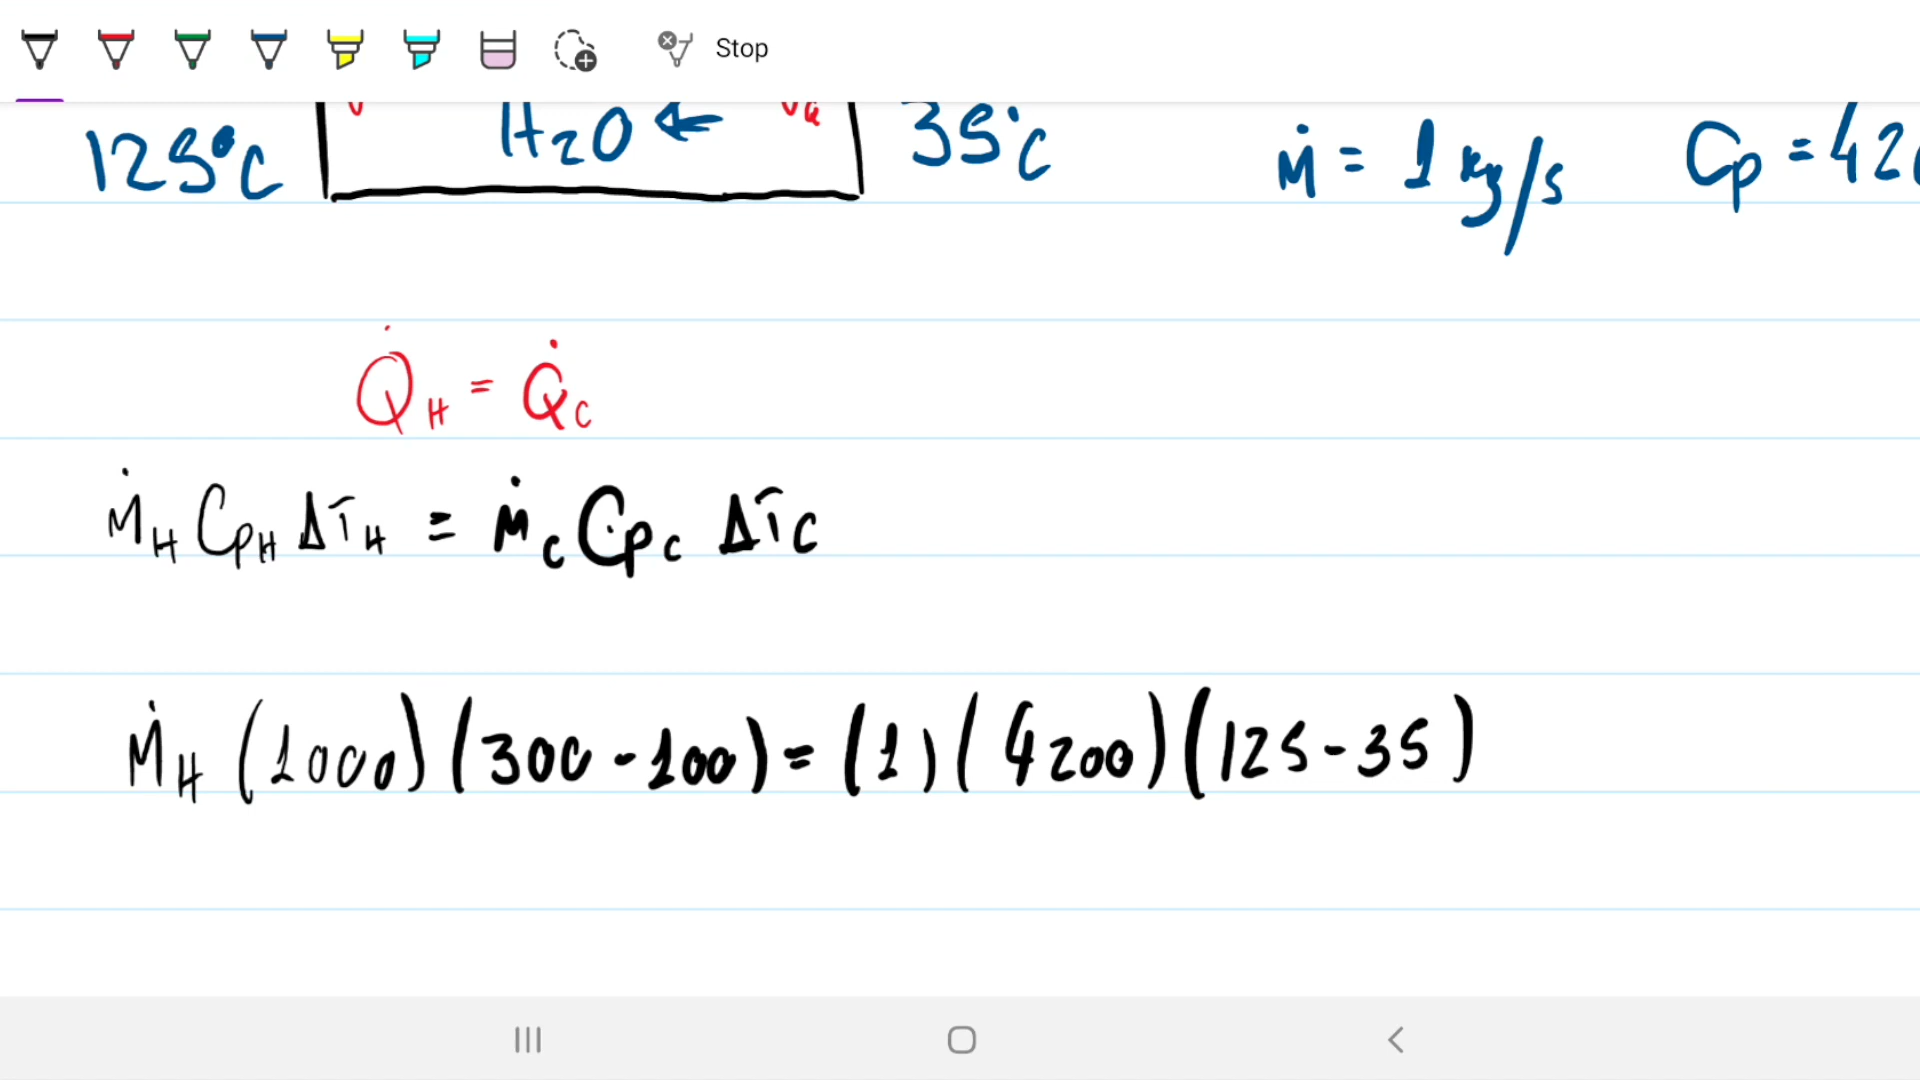 Stop
125°C H₂O ← 35°C ṁ = 1 kg/s Cp = 42
Q̇H = Q̇C
ṁH CpH ΔTH = ṁC CpC ΔTC
ṁH (1000) (300 - 100) = (1) (4200) (125 - 35)